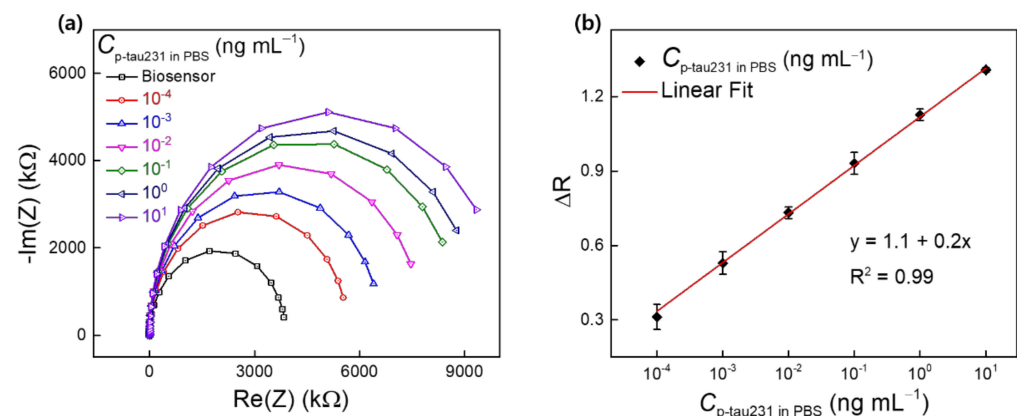 (a)
C p-tau231 in PBS (ng mL⁻¹)
Biosensor
10⁻⁴
10⁻³
10⁻²
10⁻¹
10⁰
10¹
6000
4000
2000
0
-Im(Z) (kΩ)
0 3000 6000 9000
Re(Z) (kΩ)
(b)
C p-tau231 in PBS (ng mL⁻¹)
Linear Fit
1.2
0.9
0.6
0.3
ΔR
y = 1.1 + 0.2x
R² = 0.99
10⁻⁴ 10⁻³ 10⁻² 10⁻¹ 10⁰ 10¹
C p-tau231 in PBS (ng mL⁻¹)